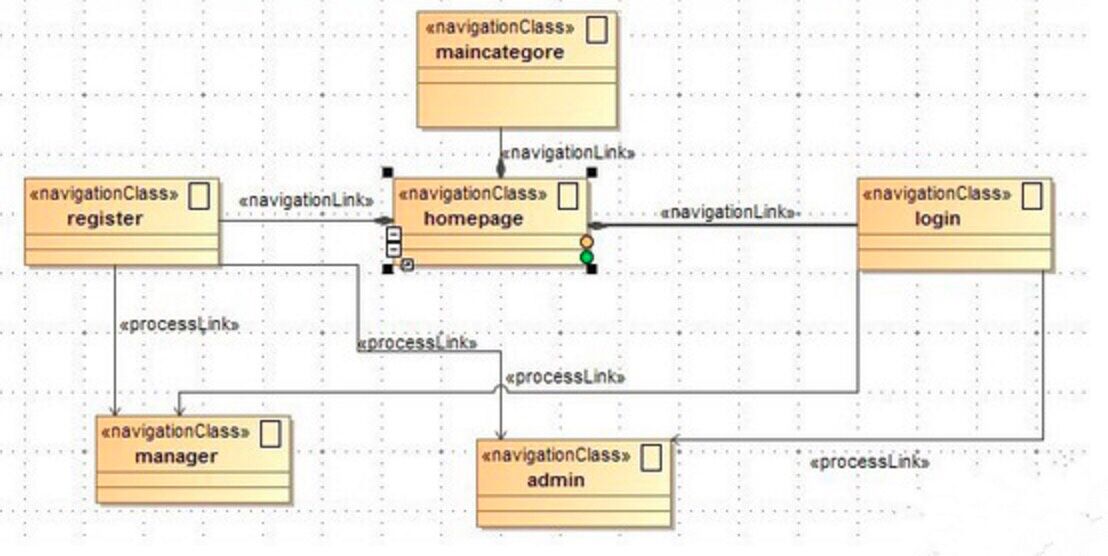 «navigationClass»
maincategore
«navigationLink»
«navigationClass»
register
«navigationLink»
«navigationClass»
homepage
«navigationLink»
«navigationClass»
login
«processLink»
«processLink»
«processLink»
«navigationClass»
manager
«navigationClass»
admin
«processLink»